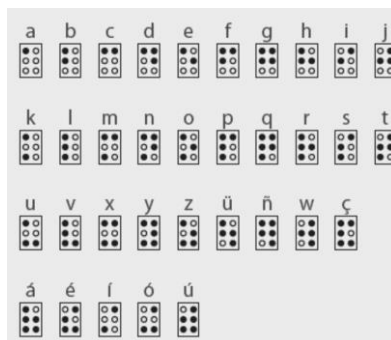 a b c d e f g h i j
k l m n o p q r s t
u v x y z ü ñ w ç
á é í ó ú